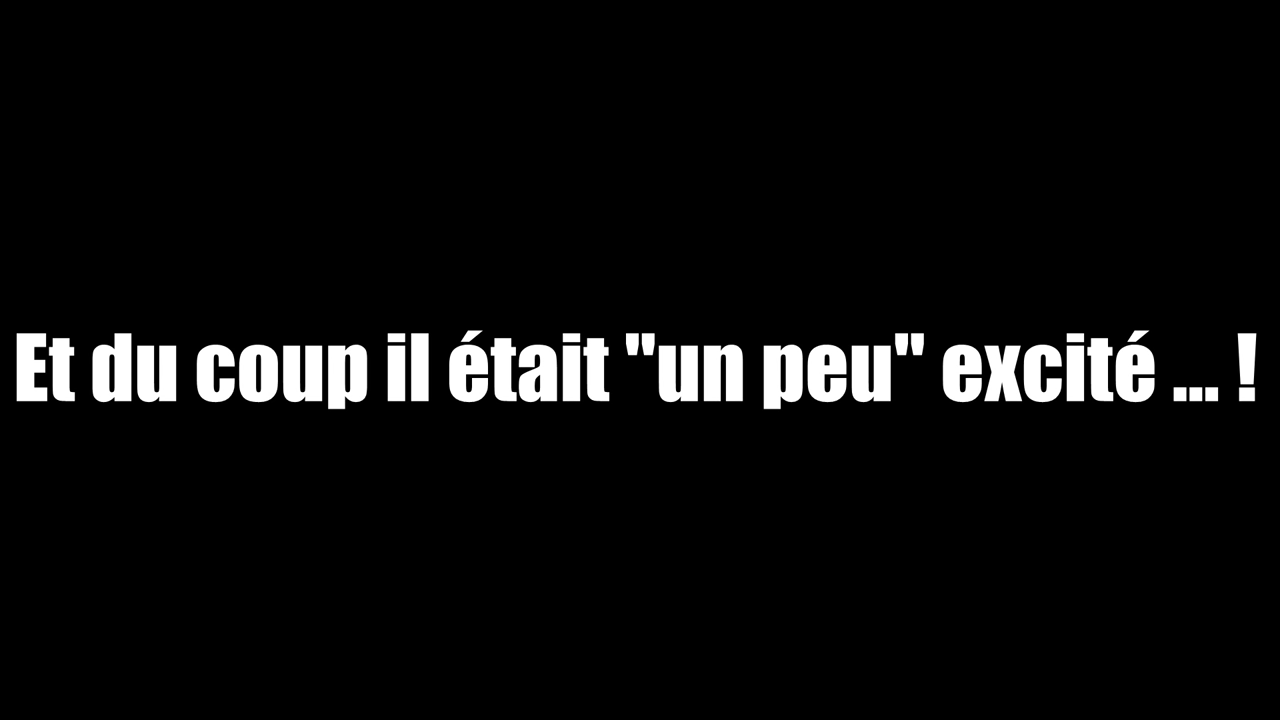 Et du coup il était "un peu" excité ... !